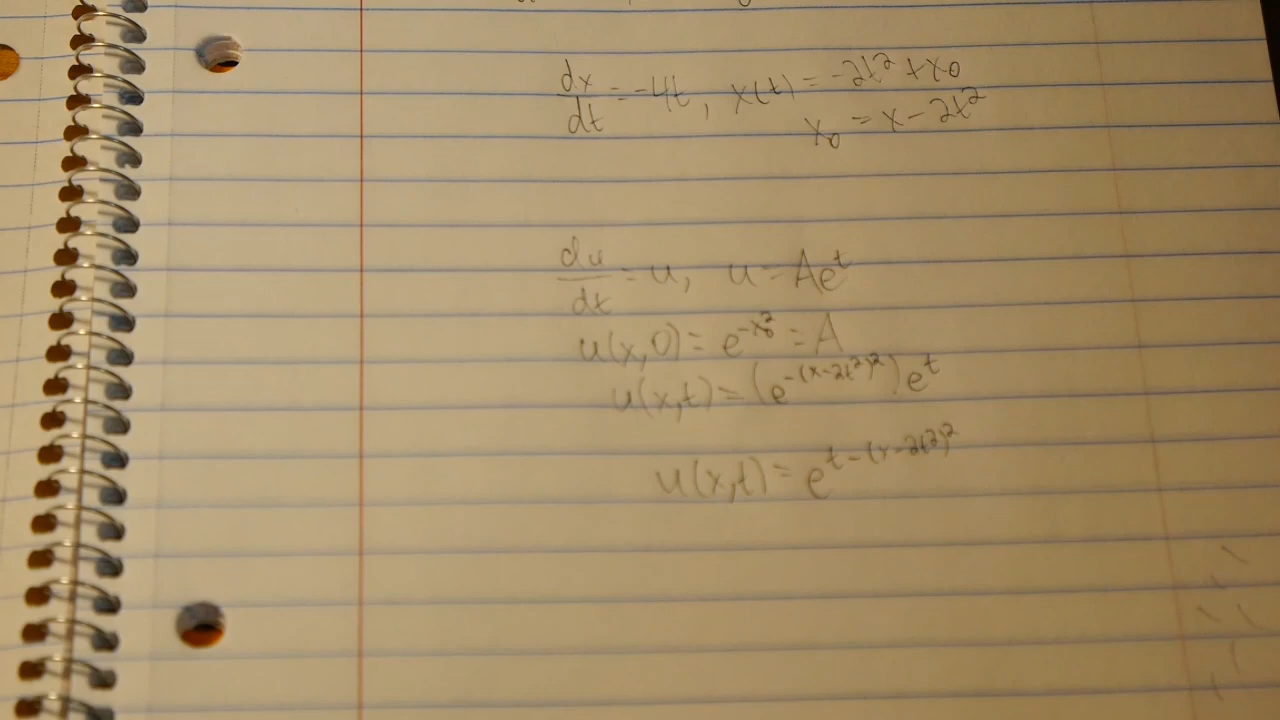 dx/dt = -4t, x(t) = -2t² + x₀
x₀ = x - 2t²
du/dt = u, u = Ae^t
u(x,0) = e^(-x₀²) = A
u(x,t) = (e^(-(x-2t²)²))e^t
u(x,t) = e^(t-(x-2t²)²)